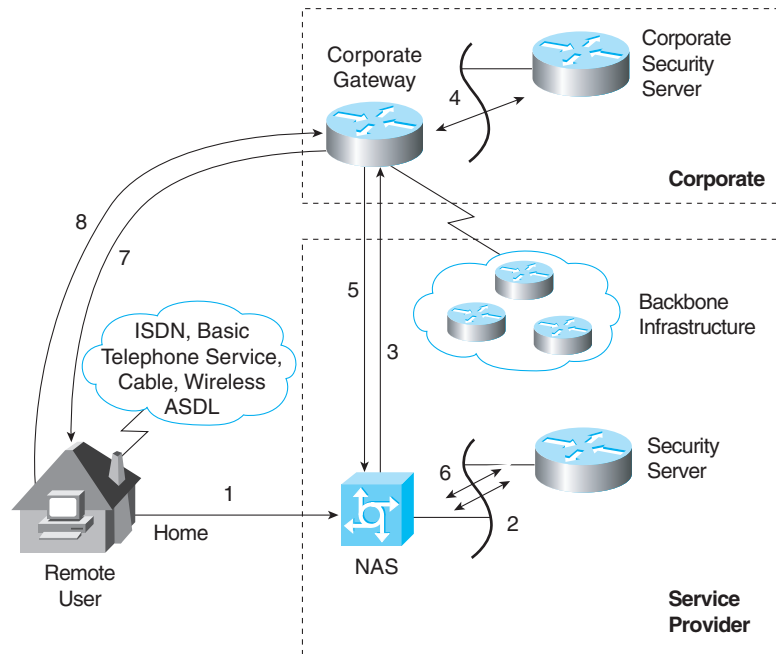 Corporate
Gateway
Corporate
Security
Server
4
Corporate
8
7
5
3
Backbone
Infrastructure
ISDN, Basic
Telephone Service,
Cable, Wireless
ASDL
Security
Server
6
1
2
Home
NAS
Remote
User
Service
Provider